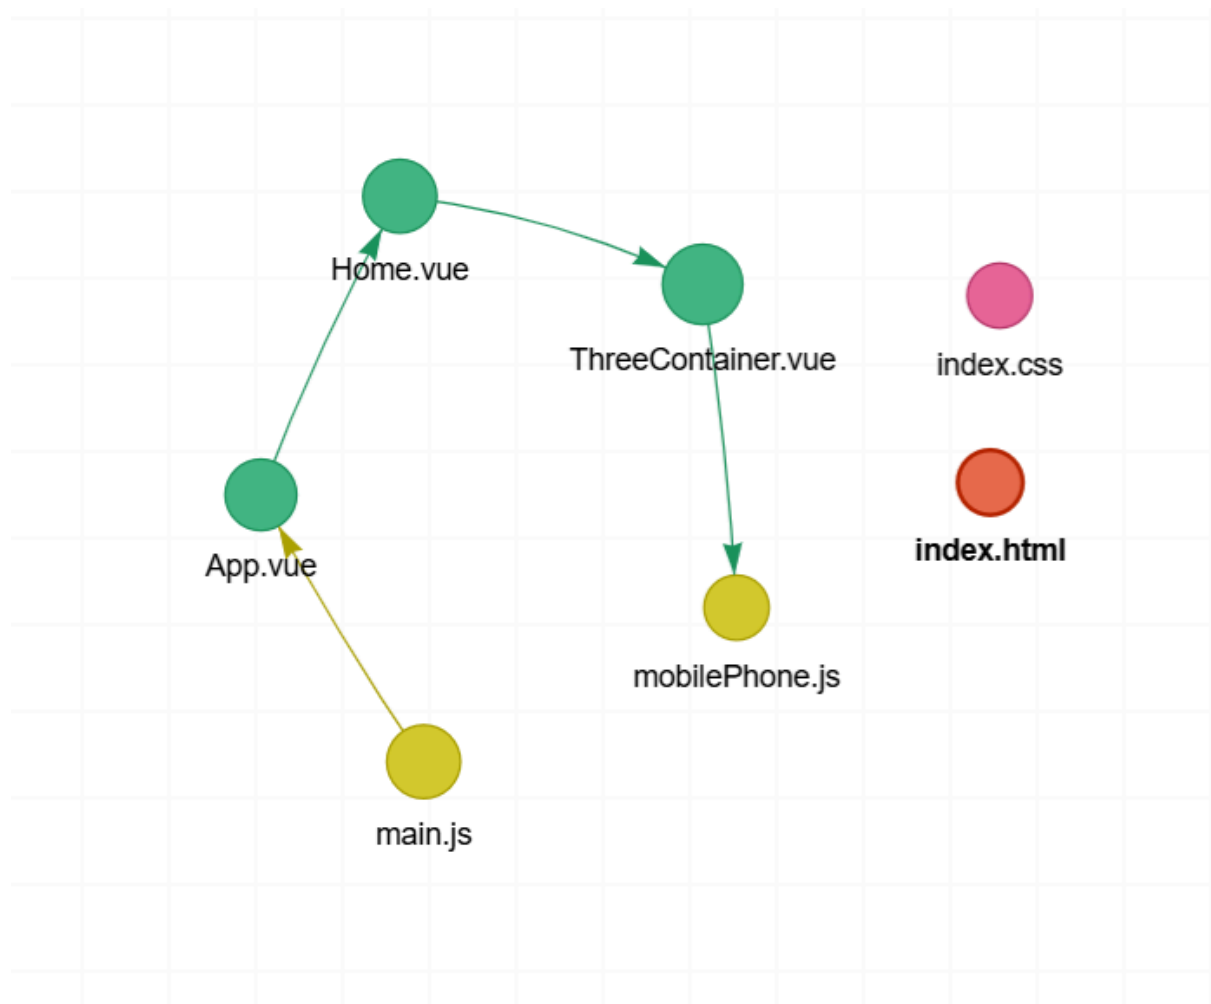 Home.vue
ThreeContainer.vue
index.css
index.html
App.vue
mobilePhone.js
main.js